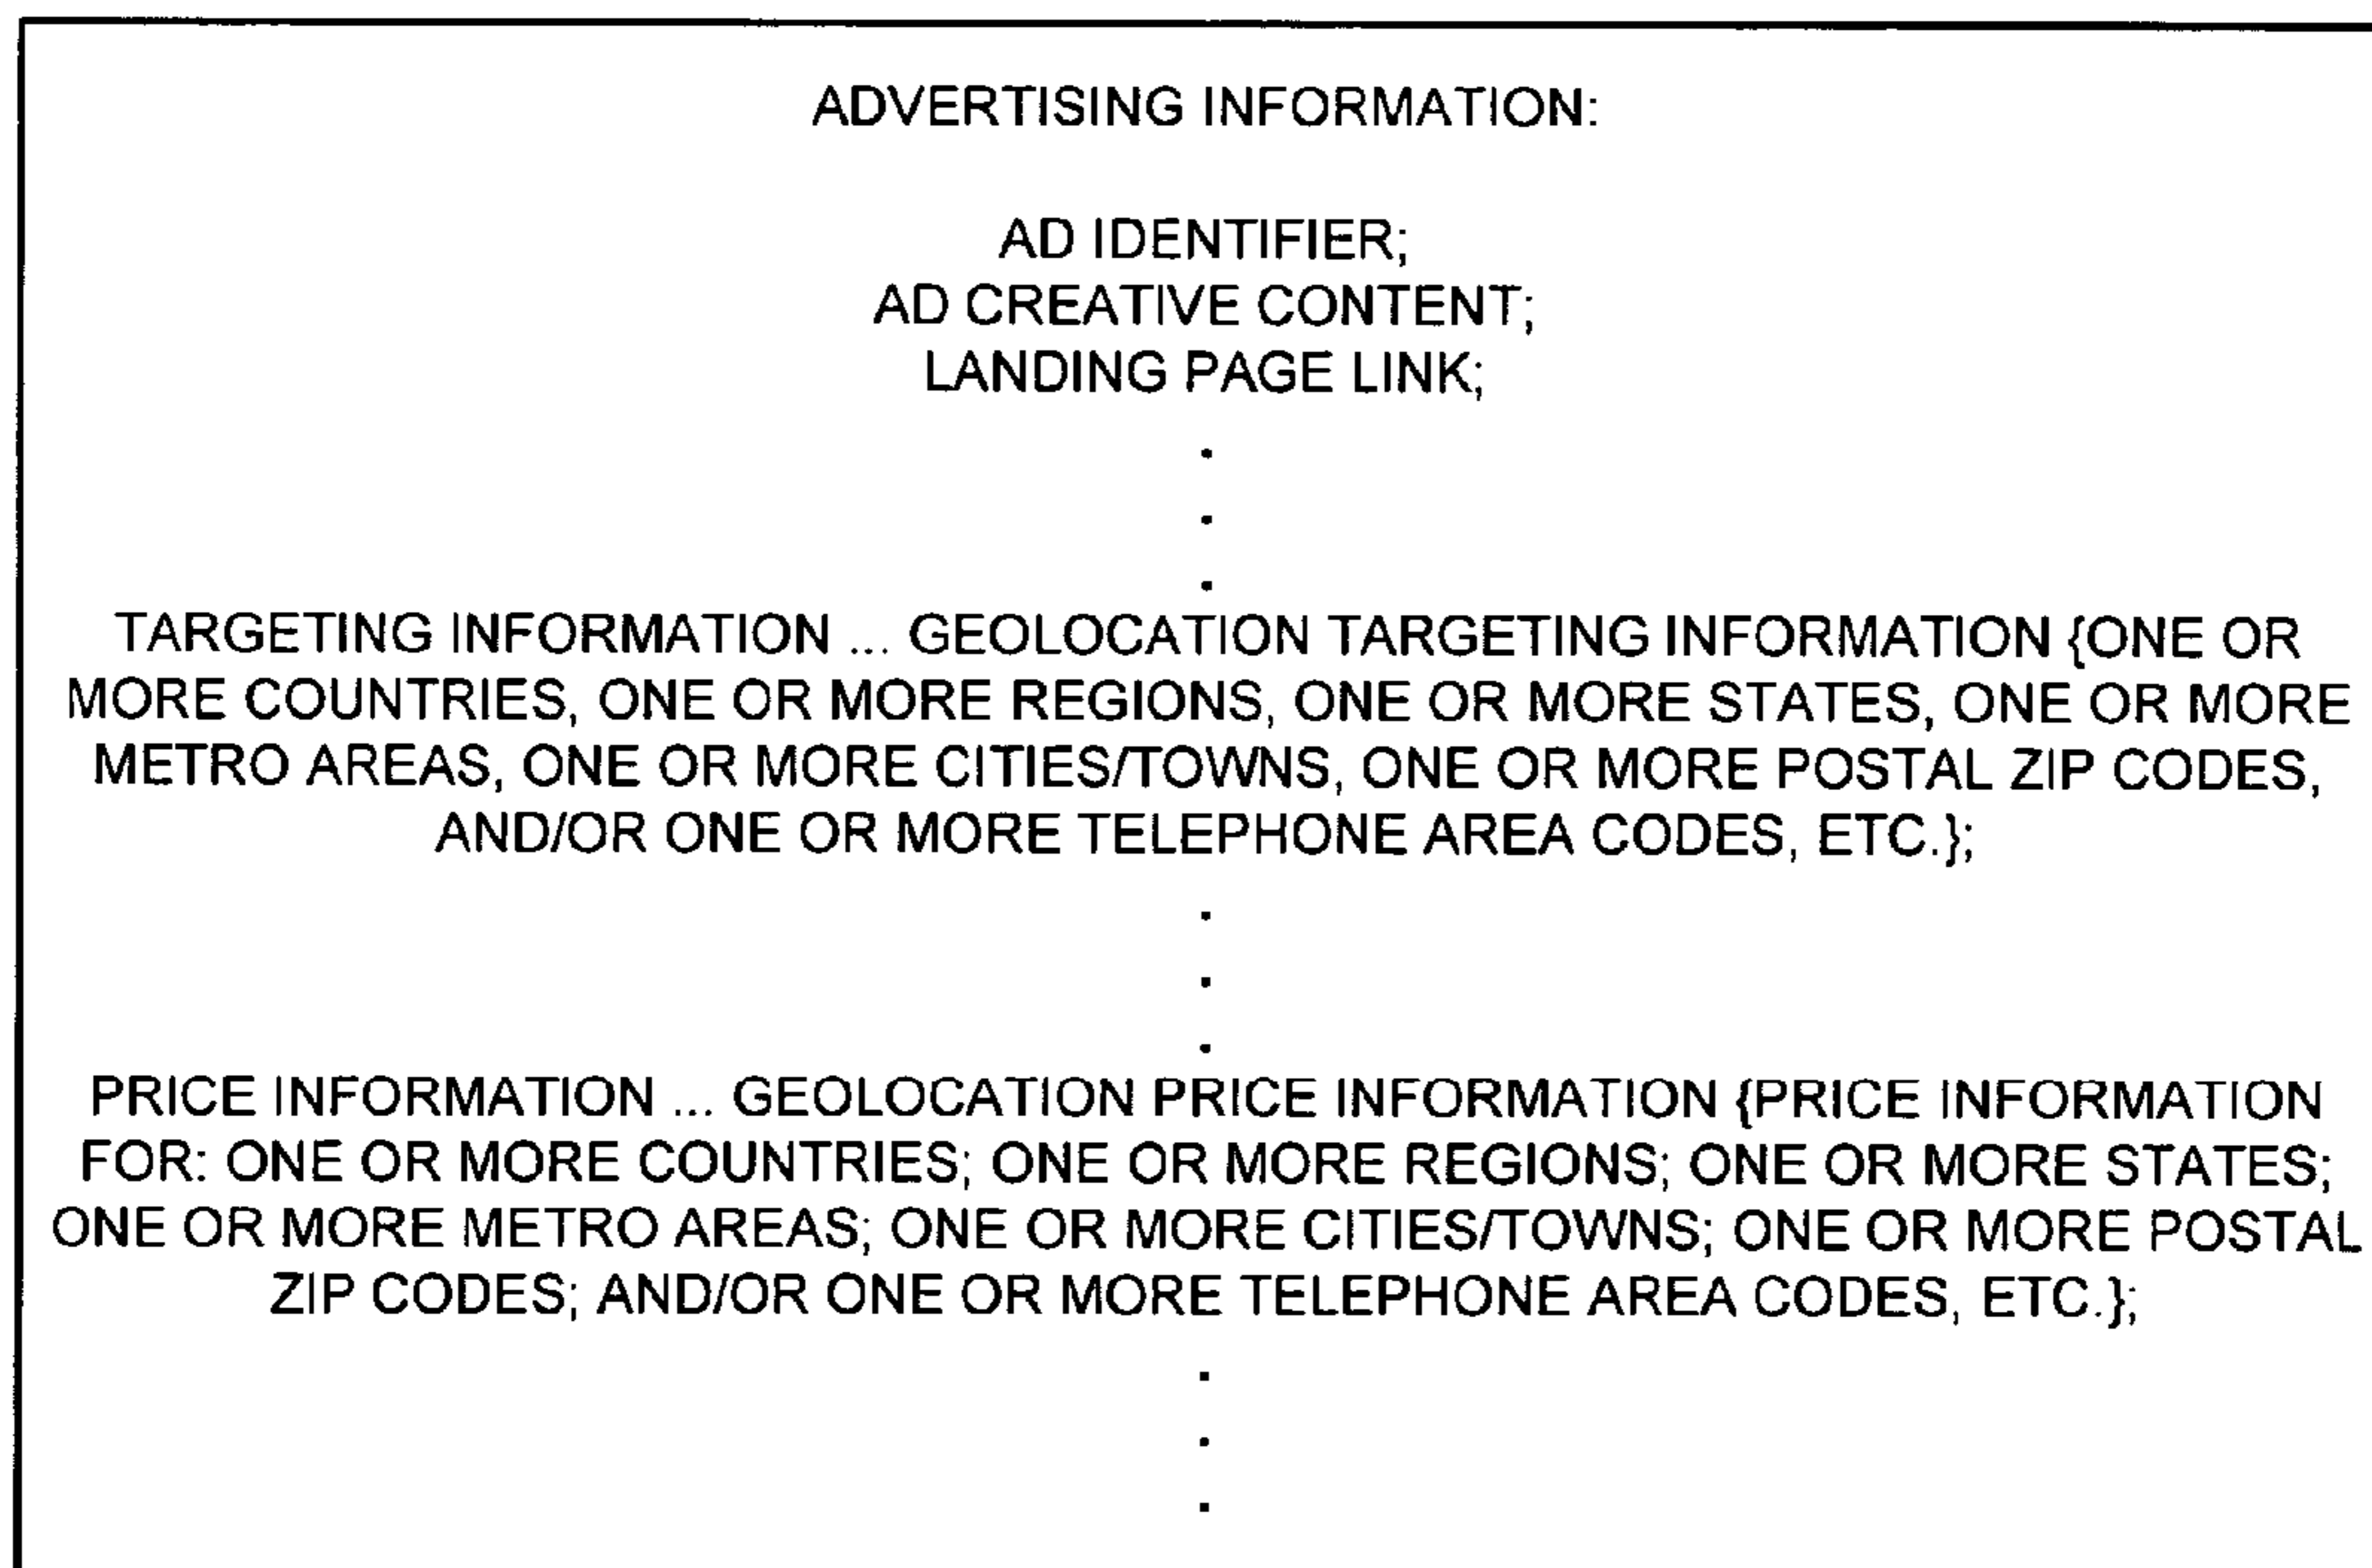 ADVERTISING INFORMATION:
AD IDENTIFIER;
AD CREATIVE CONTENT;
LANDING PAGE LINK;
.
.
.
TARGETING INFORMATION ... GEOLOCATION TARGETING INFORMATION {ONE OR
MORE COUNTRIES, ONE OR MORE REGIONS, ONE OR MORE STATES, ONE OR MORE
METRO AREAS, ONE OR MORE CITIES/TOWNS, ONE OR MORE POSTAL ZIP CODES,
AND/OR ONE OR MORE TELEPHONE AREA CODES, ETC.};
.
.
.
PRICE INFORMATION ... GEOLOCATION PRICE INFORMATION {PRICE INFORMATION
FOR: ONE OR MORE COUNTRIES; ONE OR MORE REGIONS; ONE OR MORE STATES;
ONE OR MORE METRO AREAS; ONE OR MORE CITIES/TOWNS; ONE OR MORE POSTAL
ZIP CODES; AND/OR ONE OR MORE TELEPHONE AREA CODES, ETC.};
.
.
.